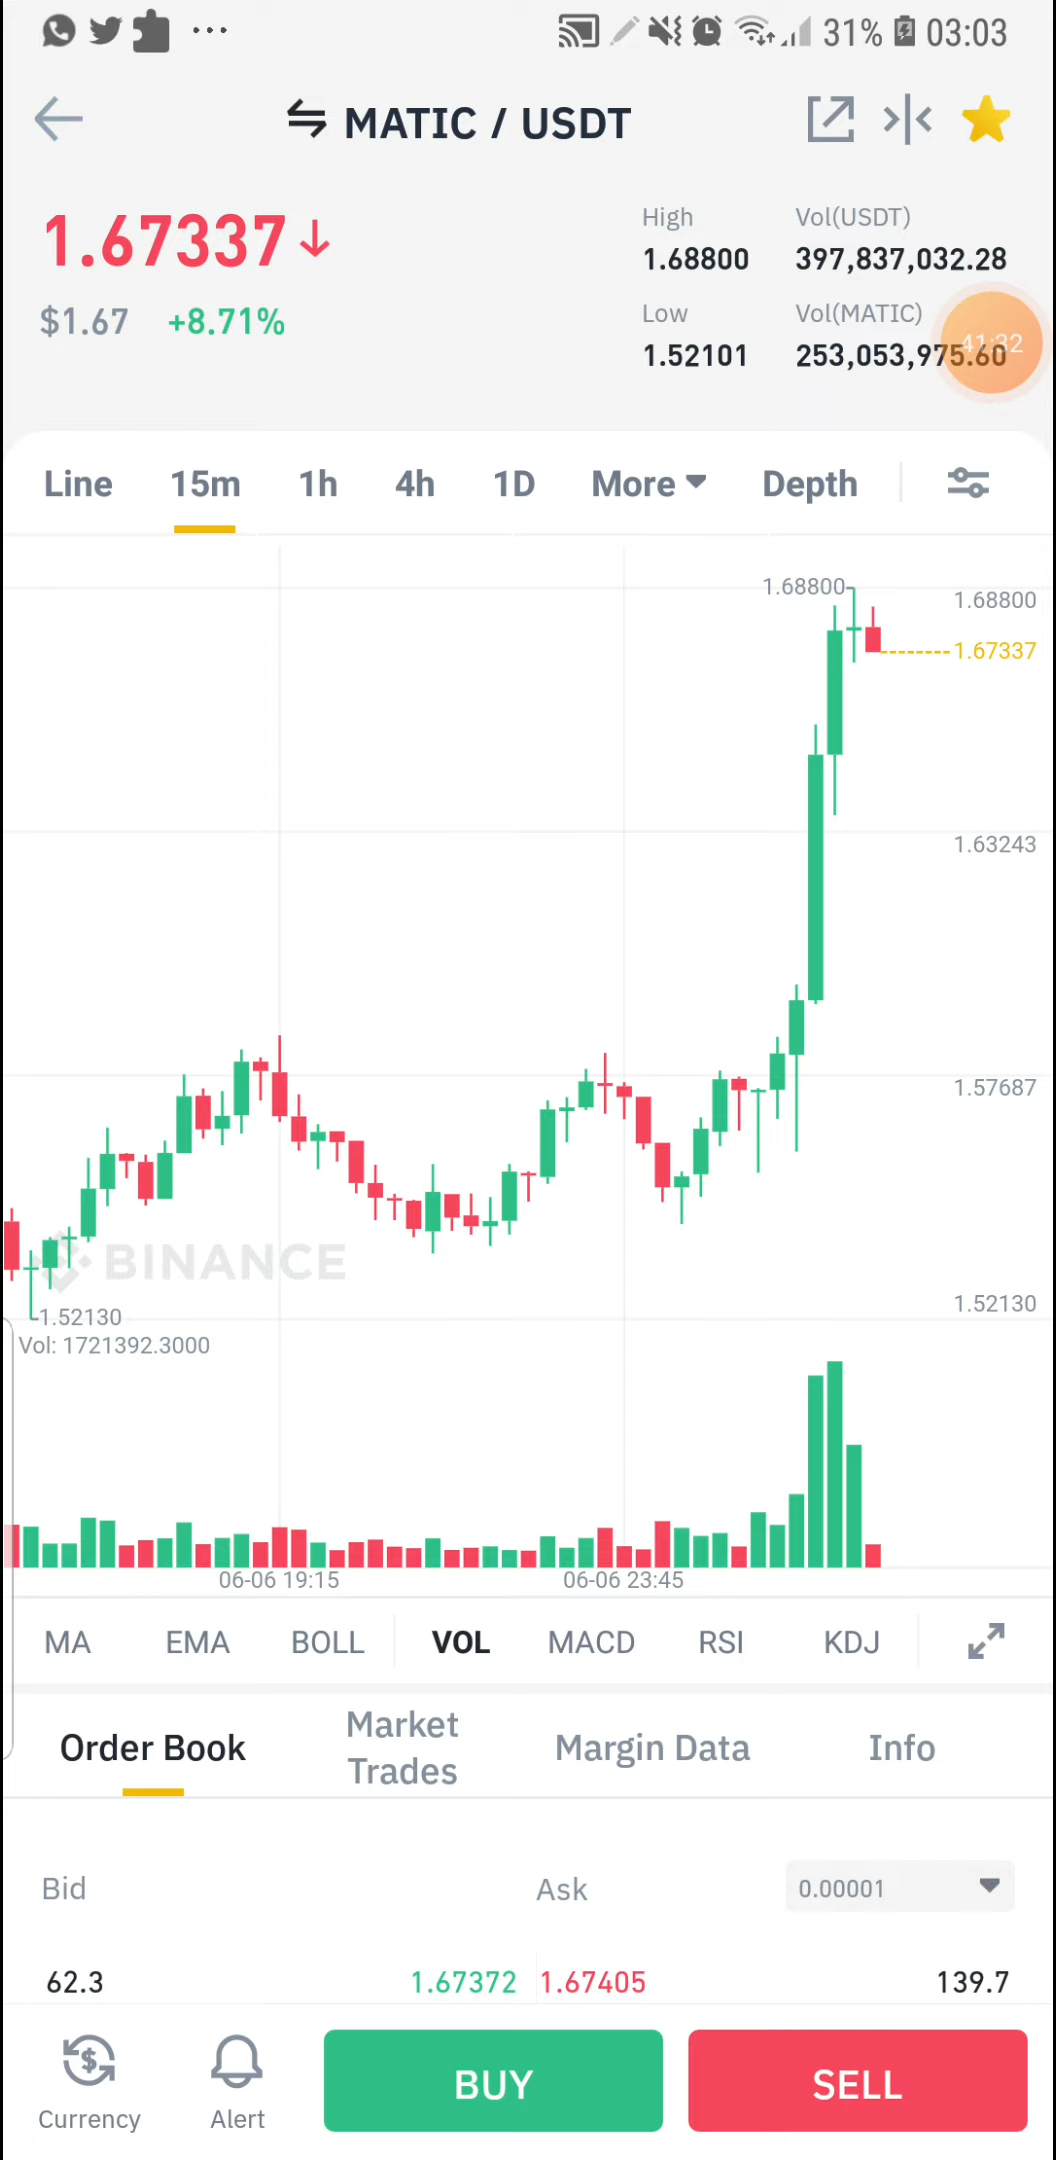 31% 03:03
MATIC / USDT
1.67337↓
$1.67 +8.71%
High
1.68800
Low
1.52101
Vol(USDT)
397,837,032.28
Vol(MATIC)
253,053,975.60
41:32
Line 15m 1h 4h 1D More Depth
1.68800
1.68800
1.67337
1.63243
1.57687
1.52130
BINANCE
1.52130
Vol: 1721392.3000
06-06 19:15 06-06 23:45
MA EMA BOLL VOL MACD RSI KDJ
Order Book
Market
Trades
Margin Data
Info
Bid Ask 0.00001
62.3 1.67372 1.67405 139.7
Currency
Alert
BUY
SELL